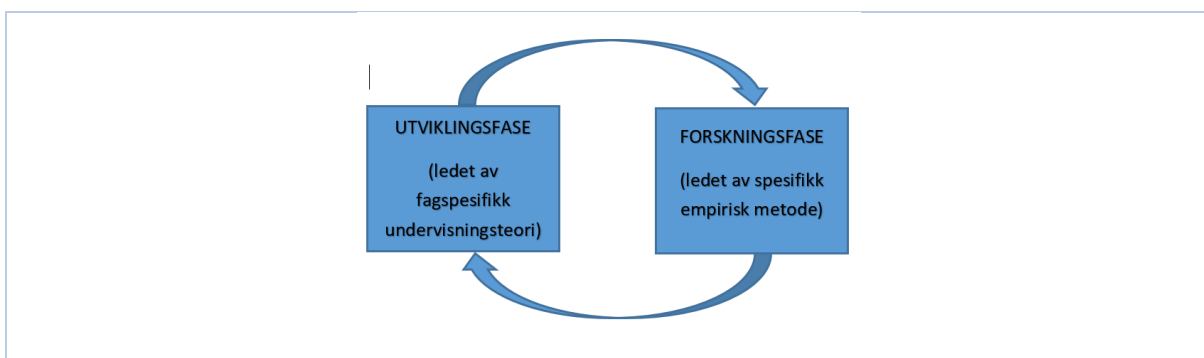 UTVIKLINGSFASE
(ledet av
fagspesifikk
undervisningsteori)
FORSKNINGSFASE
(ledet av spesifikk
empirisk metode)